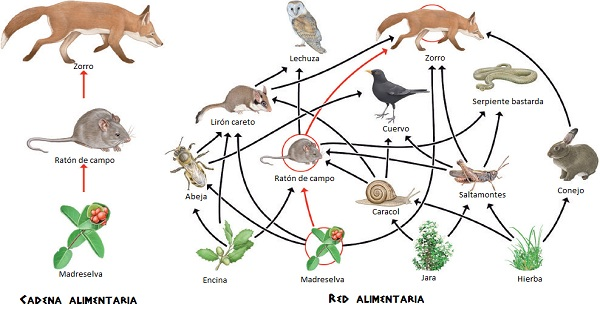 Zorro
Ratón de campo
Madreselva
CADENA ALIMENTARIA
Lechuza
Zorro
Serpiente bastarda
Lirón careto
Cuervo
Abeja
Ratón de campo
Caracol
Saltamontes
Conejo
Encina
Madreselva
Jara
Hierba
RED ALIMENTARIA